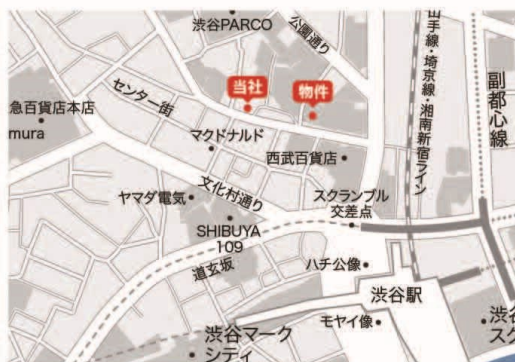 渋谷PARCO
公園通り
山手線・埼京線・湘南新宿ライン
副都心線
センター街
当社
物件
急百貨店本店
mura
マクドナルド
西武百貨店
ヤマダ電気
文化村通り
スクランブル
交差点
SHIBUYA
109
道玄坂
ハチ公像
渋谷駅
モヤイ像
渋谷マーク
シティ
渋谷
スク